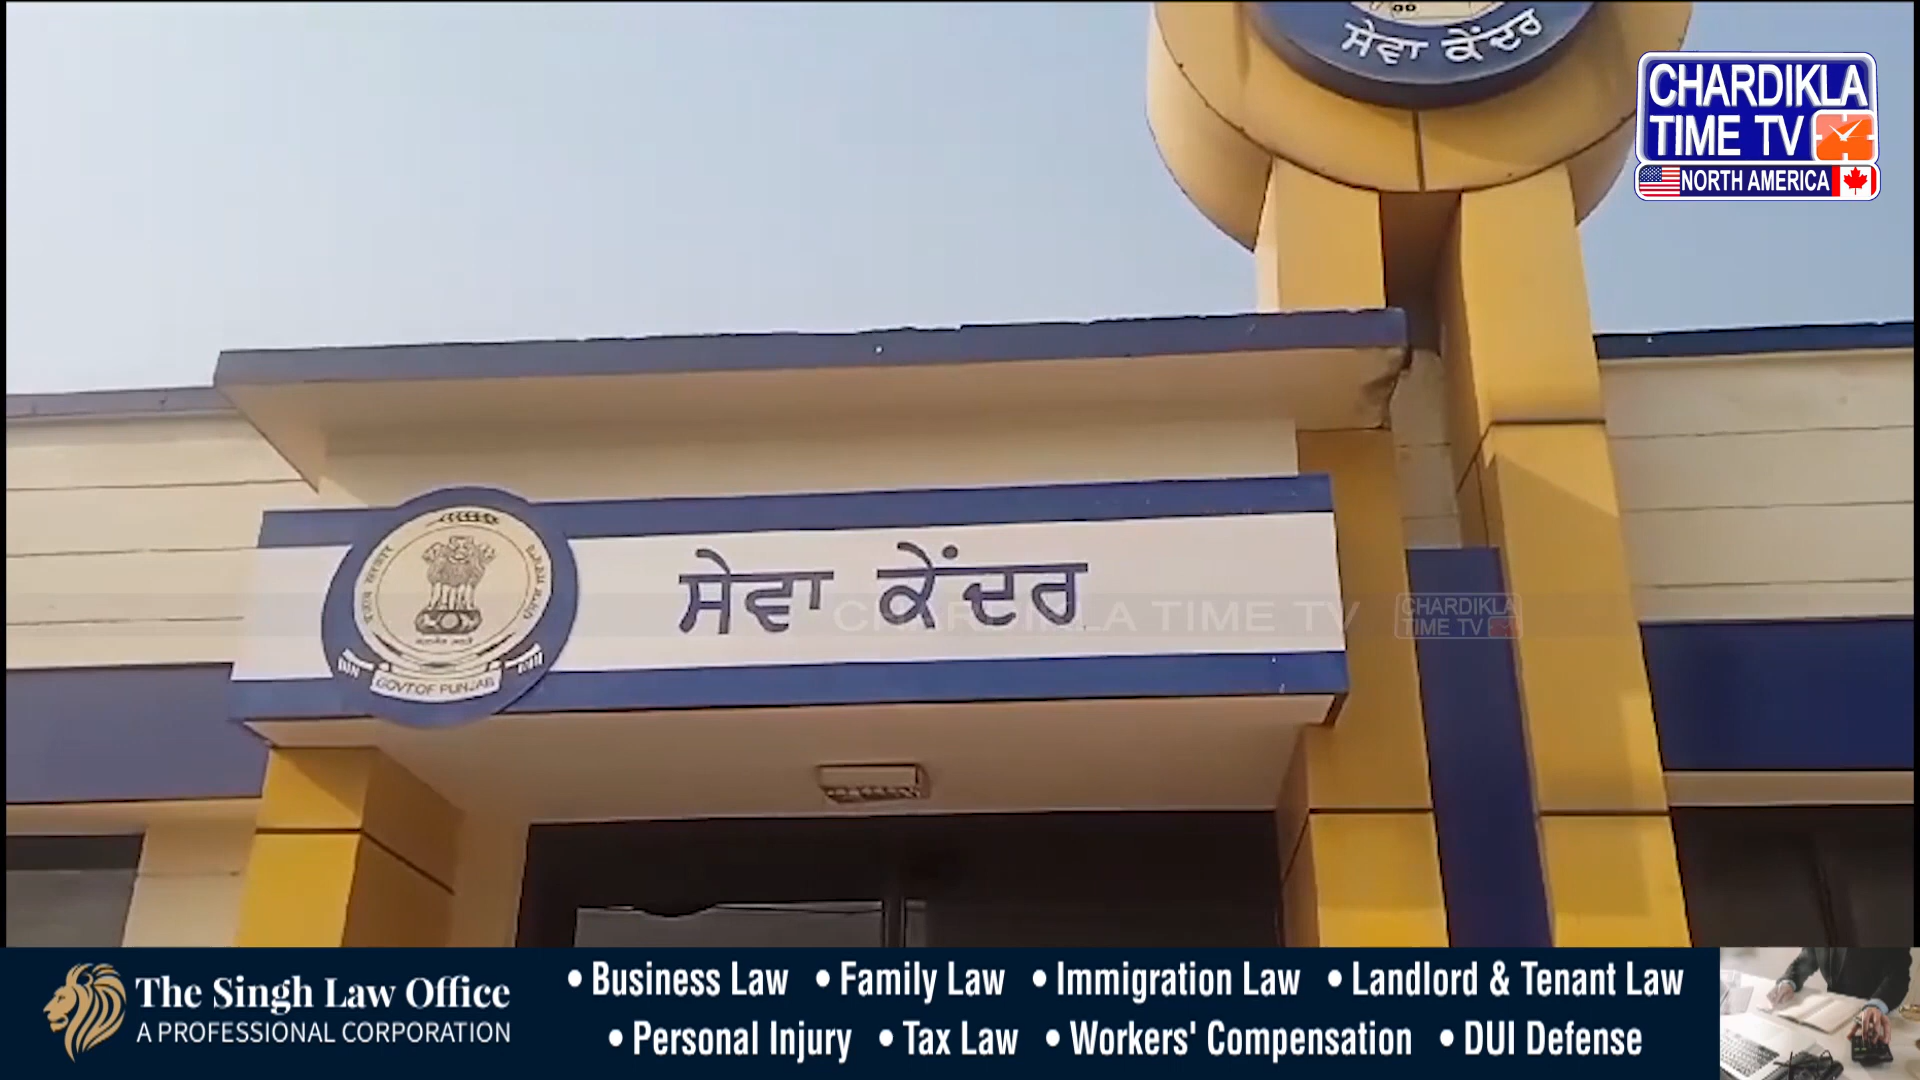 ਸੇਵਾ ਕੇਂਦਰ
CHARDIKLA
TIME TV
NORTH AMERICA
ਸੇਵਾ ਕੇਂਦਰ
GOVT.OF PUNJAB
CHARDIKLA TIME TV
CHARDIKLA
TIME TV
The Singh Law Office
A PROFESSIONAL CORPORATION
• Business Law • Family Law • Immigration Law • Landlord & Tenant Law
• Personal Injury • Tax Law • Workers' Compensation • DUI Defense